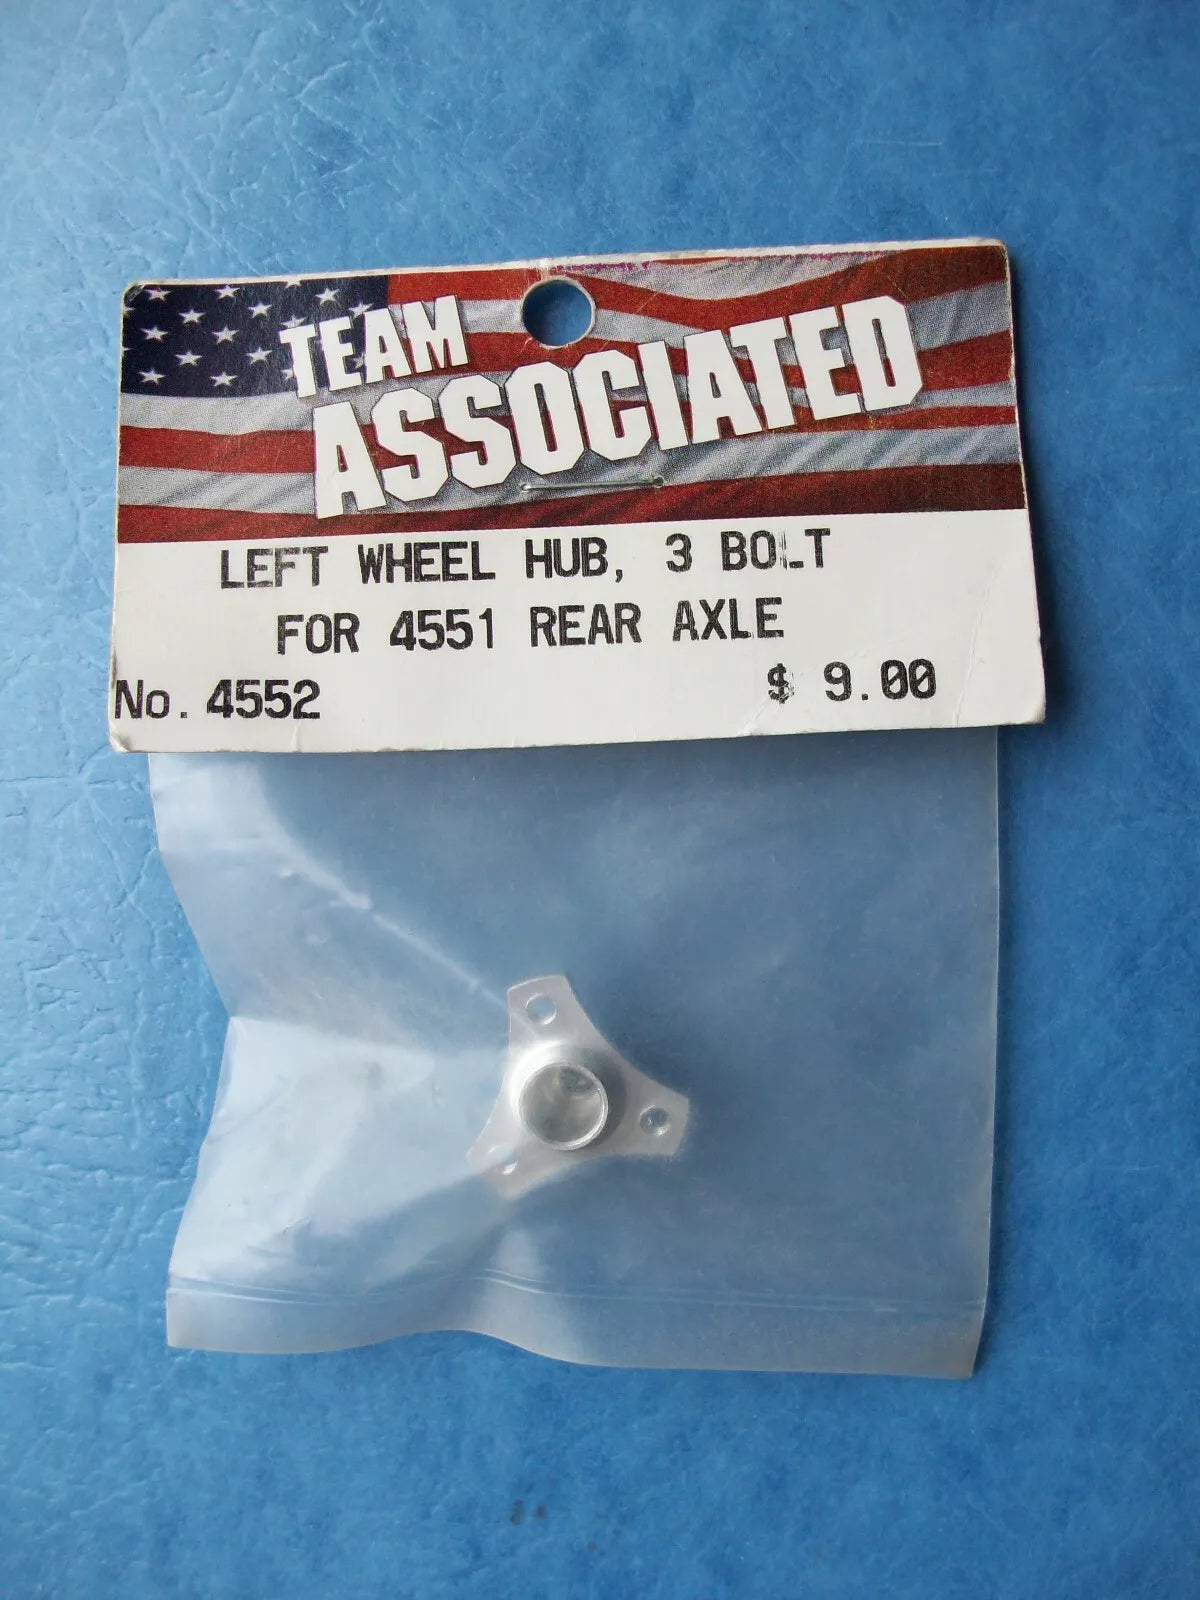 TEAM
ASSOCIATED
LEFT WHEEL HUB, 3 BOLT
FOR 4551 REAR AXLE
No. 4552 $ 9.00